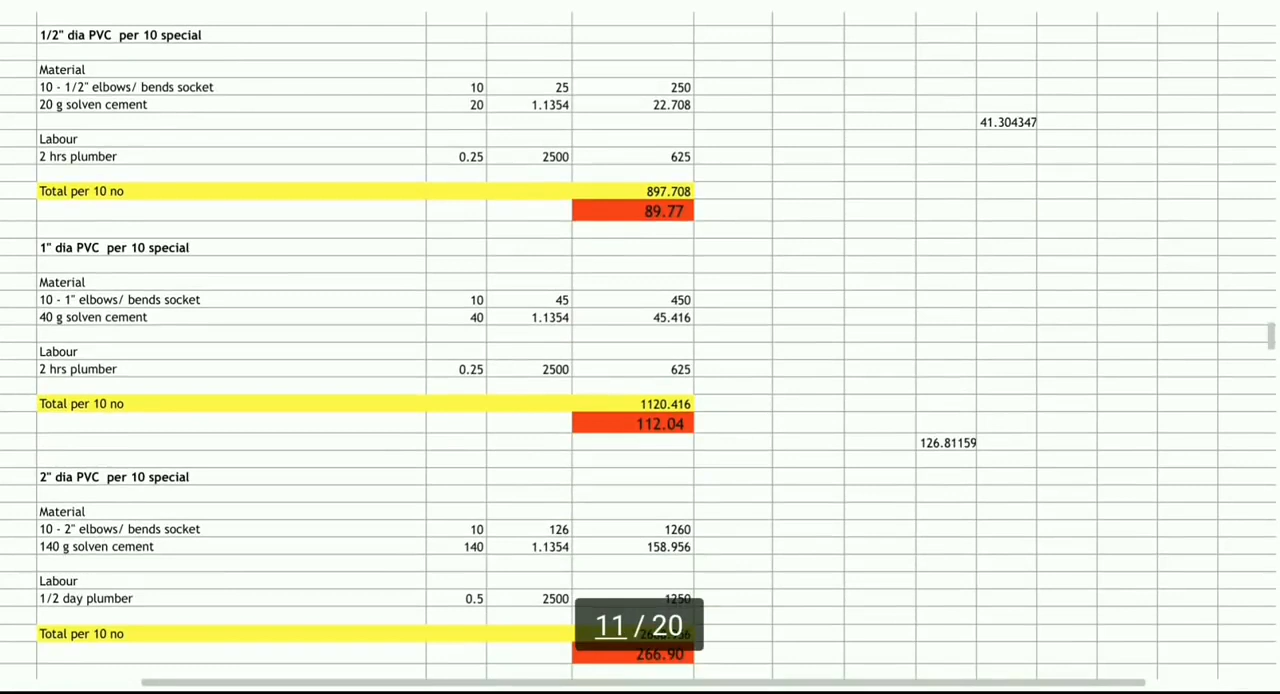 1/2" dia PVC per 10 special
Material
10 - 1/2" elbows/ bends socket 10 25 250
20 g solven cement 20 1.1354 22.708
41.304347
Labour
2 hrs plumber 0.25 2500 625
Total per 10 no 897.708
89.77
1" dia PVC per 10 special
Material
10 - 1" elbows/ bends socket 10 45 450
40 g solven cement 40 1.1354 45.416
Labour
2 hrs plumber 0.25 2500 625
Total per 10 no 1120.416
112.04
126.81159
2" dia PVC per 10 special
Material
10 - 2" elbows/ bends socket 10 126 1260
140 g solven cement 140 1.1354 158.956
Labour
1/2 day plumber 0.5 2500 1250
11 / 20
Total per 10 no
266.90